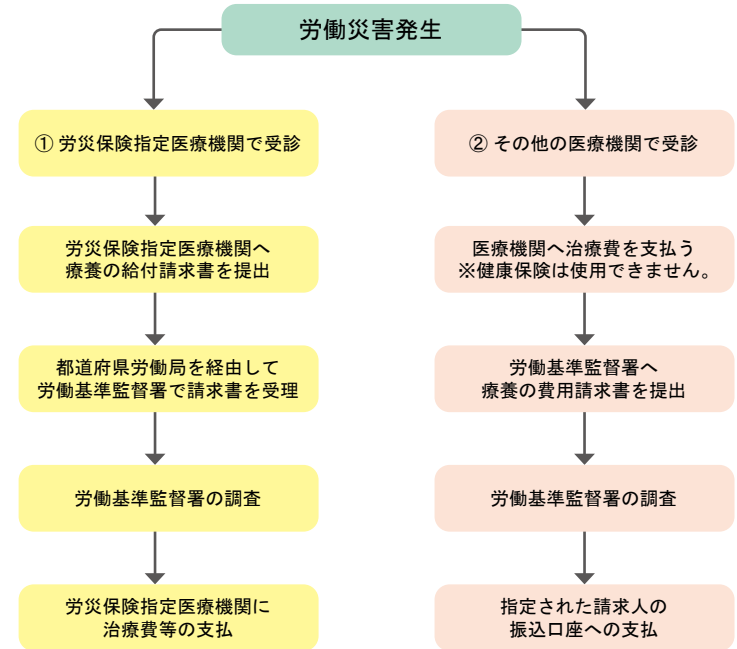 労働災害発生
① 労災保険指定医療機関で受診
労災保険指定医療機関へ
療養の給付請求書を提出
都道府県労働局を経由して
労働基準監督署で請求書を受理
労働基準監督署の調査
労災保険指定医療機関に
治療費等の支払
② その他の医療機関で受診
医療機関へ治療費を支払う
※健康保険は使用できません。
労働基準監督署へ
療養の費用請求書を提出
労働基準監督署の調査
指定された請求人の
振込口座への支払